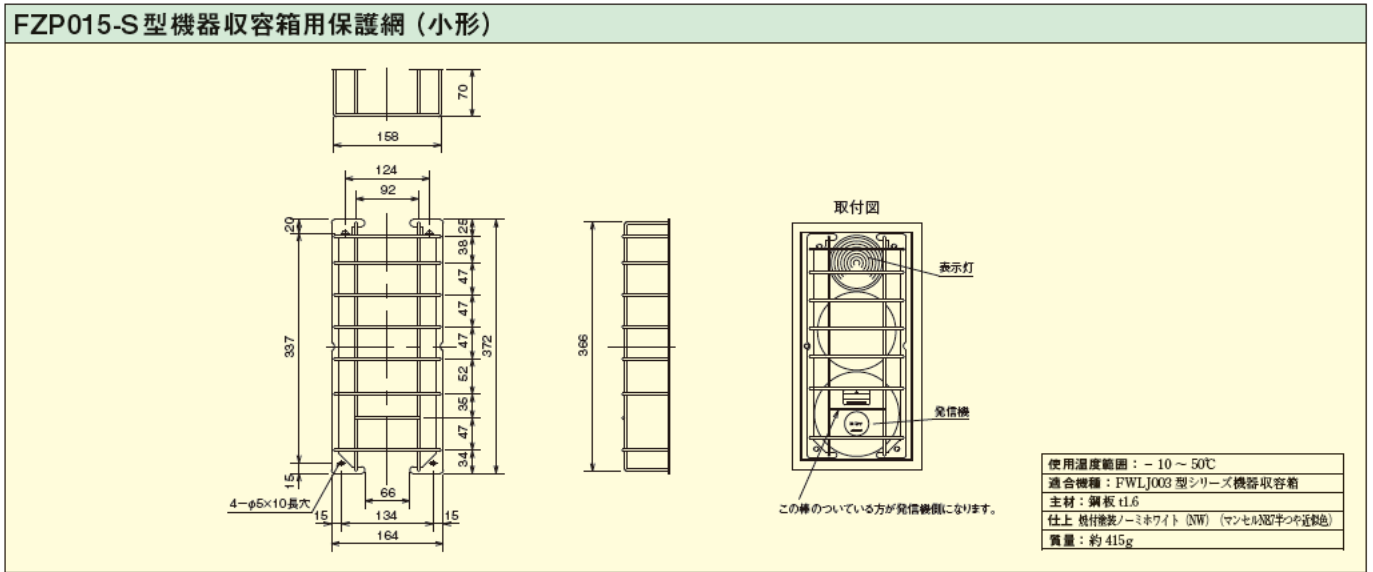 FZP015-S型機器収容箱用保護網（小形）
70
158
124
92
20
25
38
47
47
47
52
35
47
34
337
372
15
66
4-φ5×10長穴
15
134
15
164
366
取付図
表示灯
発信機
この棒のついている方が発信機側になります。
使用温度範囲：－10～50℃
適合機種：FWLJ003型シリーズ機器収容箱
主材：鋼板 t1.6
仕上 焼付塗装ノーミホワイト（NW）（マンセルN8.7半つや近似色）
質量：約415g